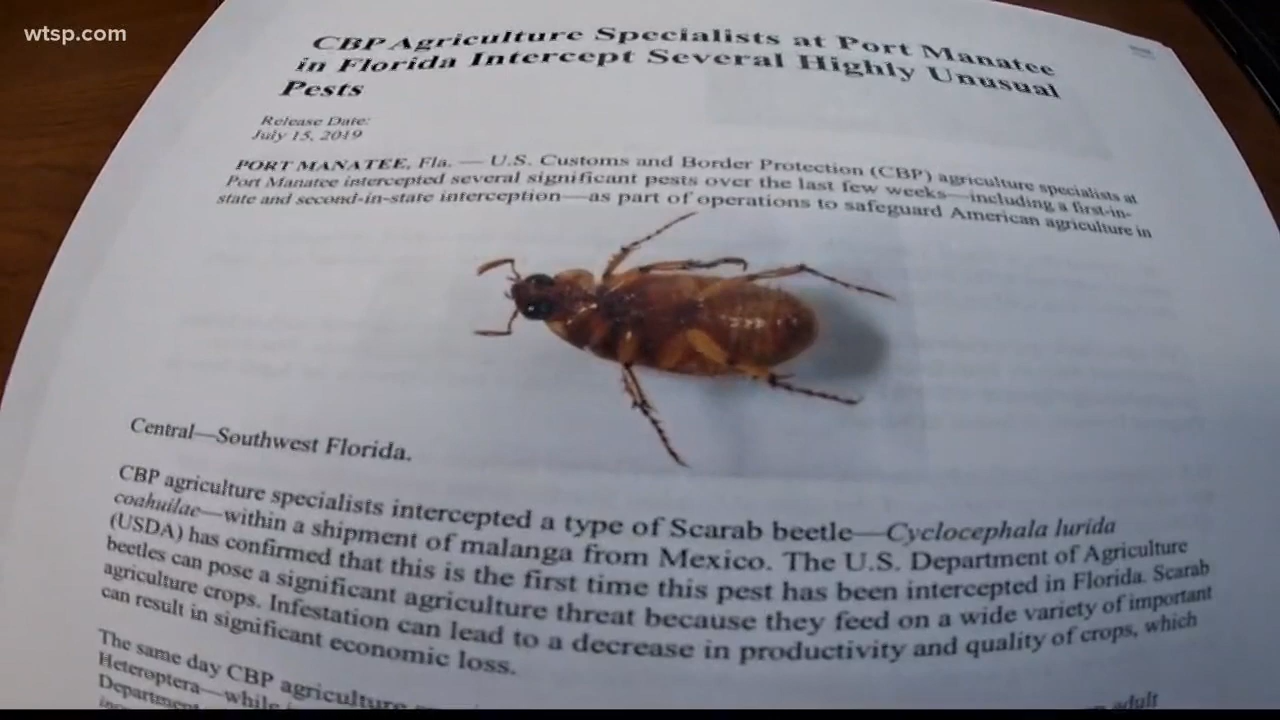 wtsp.com
CBP Agriculture Specialists at Port Manatee
in Florida Intercept Several Highly Unusual
Pests
Release Date:
July 15, 2019
PORT MANATEE, Fla. — U.S. Customs and Border Protection (CBP) agriculture specialists at
Port Manatee intercepted several significant pests over the last few weeks—including a first-in-
state and second-in-state interception—as part of operations to safeguard American agriculture in
Central—Southwest Florida.
CBP agriculture specialists intercepted a type of Scarab beetle—Cyclocephala lurida
coahuilae—within a shipment of malanga from Mexico. The U.S. Department of Agriculture
(USDA) has confirmed that this is the first time this pest has been intercepted in Florida. Scarab
beetles can pose a significant agriculture threat because they feed on a wide variety of important
agriculture crops. Infestation can lead to a decrease in productivity and quality of crops, which
can result in significant economic loss.
The same day CBP agriculture adult
Heteroptera—while
Department